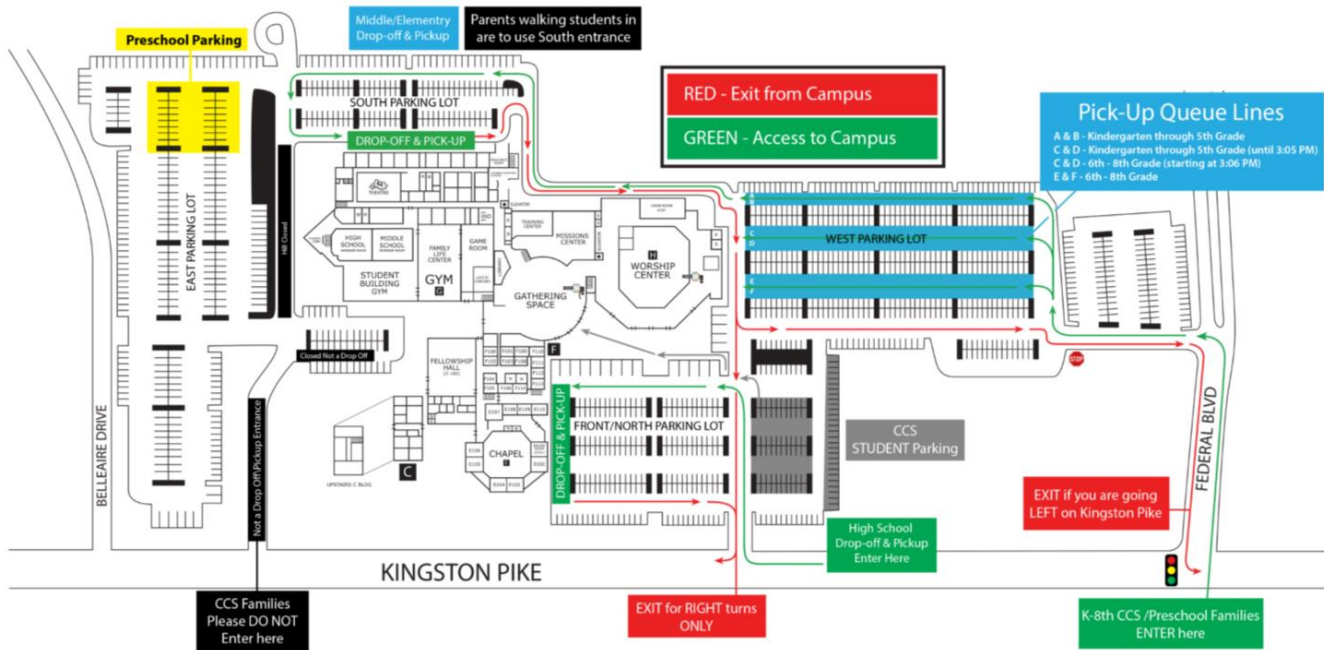 Preschool Parking
Middle/Elementry
Drop-off & Pickup
Parents walking students in
are to use South entrance
RED - Exit from Campus
GREEN - Access to Campus
Pick-Up Queue Lines
A & B - Kindergarten through 5th Grade
C & D - Kindergarten through 5th Grade (until 3:05 PM)
C & D - 6th - 8th Grade (starting at 3:06 PM)
E & F - 6th - 8th Grade
SOUTH PARKING LOT
DROP-OFF & PICK-UP
EAST PARKING LOT
Hill Closed
THEATRE
ELEVATOR
HIGH
SCHOOL
MIDDLE
SCHOOL
FAMILY
LIFE
CENTER
GAME
ROOM
GYM
G
STUDENT
BUILDING
GYM
TRAINING
CENTER
MISSIONS
CENTER
H
WORSHIP
CENTER
GATHERING
SPACE
C
D
WEST PARKING LOT
Closed Not a Drop Off
FELLOWSHIP
HALL
F
STOP
DROP-OFF & PICK-UP
FRONT/NORTH PARKING LOT
CCS
STUDENT Parking
CHAPEL
UPSTAIRS C BLDG
C
BELLEAIRE DRIVE
Not a Drop Off\Pickup Entrance
FEDERAL BLVD
EXIT if you are going
LEFT on Kingston Pike
High School
Drop-off & Pickup
Enter Here
KINGSTON PIKE
CCS Families
Please DO NOT
Enter here
EXIT for RIGHT turns
ONLY
K-8th CCS /Preschool Families
ENTER here